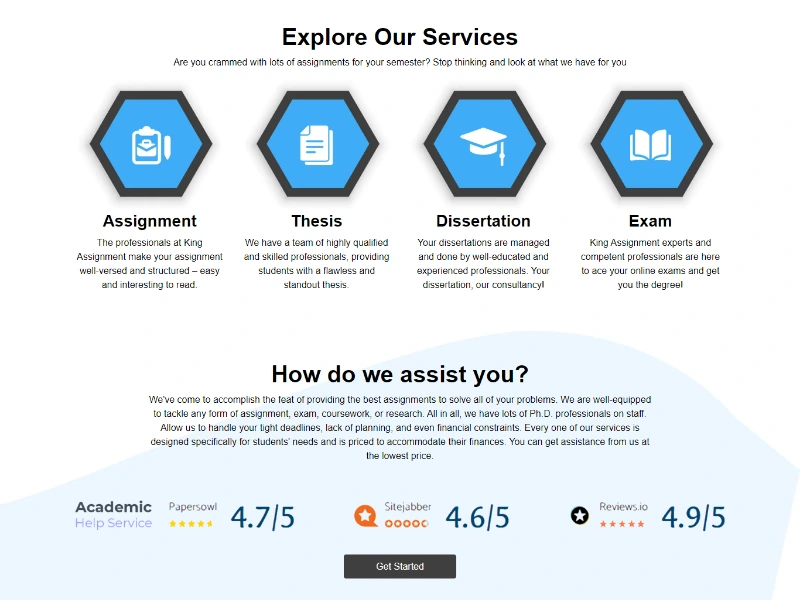 Explore Our Services
Are you crammed with lots of assignments for your semester? Stop thinking and look at what we have for you
Assignment
The professionals at King
Assignment make your assignment
well-versed and structured – easy
and interesting to read.
Thesis
We have a team of highly qualified
and skilled professionals, providing
students with a flawless and
standout thesis.
Dissertation
Your dissertations are managed
and done by well-educated and
experienced professionals. Your
dissertation, our consultancy!
Exam
King Assignment experts and
competent professionals are here
to ace your online exams and get
you the degree!
How do we assist you?
We've come to accomplish the feat of providing the best assignments to solve all of your problems. We are well-equipped
to tackle any form of assignment, exam, coursework, or research. All in all, we have lots of Ph.D. professionals on staff.
Allow us to handle your tight deadlines, lack of planning, and even financial constraints. Every one of our services is
designed specifically for students' needs and is priced to accommodate their finances. You can get assistance from us at
the lowest price.
Academic
Help Service
Papersowl
4.7/5
Sitejabber
4.6/5
Reviews.io
4.9/5
Get Started